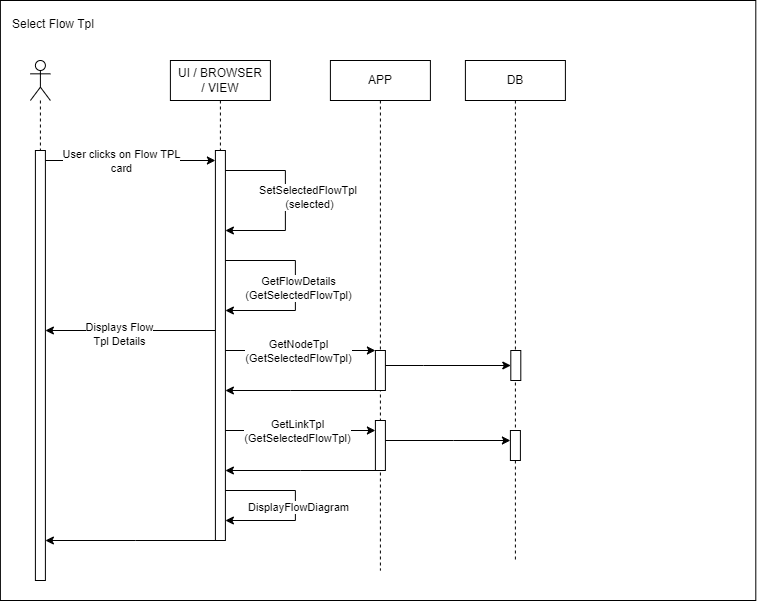 Select Flow Tpl
UI / BROWSER
/ VIEW
APP
DB
User clicks on Flow TPL
card
SetSelectedFlowTpl
(selected)
GetFlowDetails
(GetSelectedFlowTpl)
Displays Flow
Tpl Details
GetNodeTpl
(GetSelectedFlowTpl)
GetLinkTpl
(GetSelectedFlowTpl)
DisplayFlowDiagram